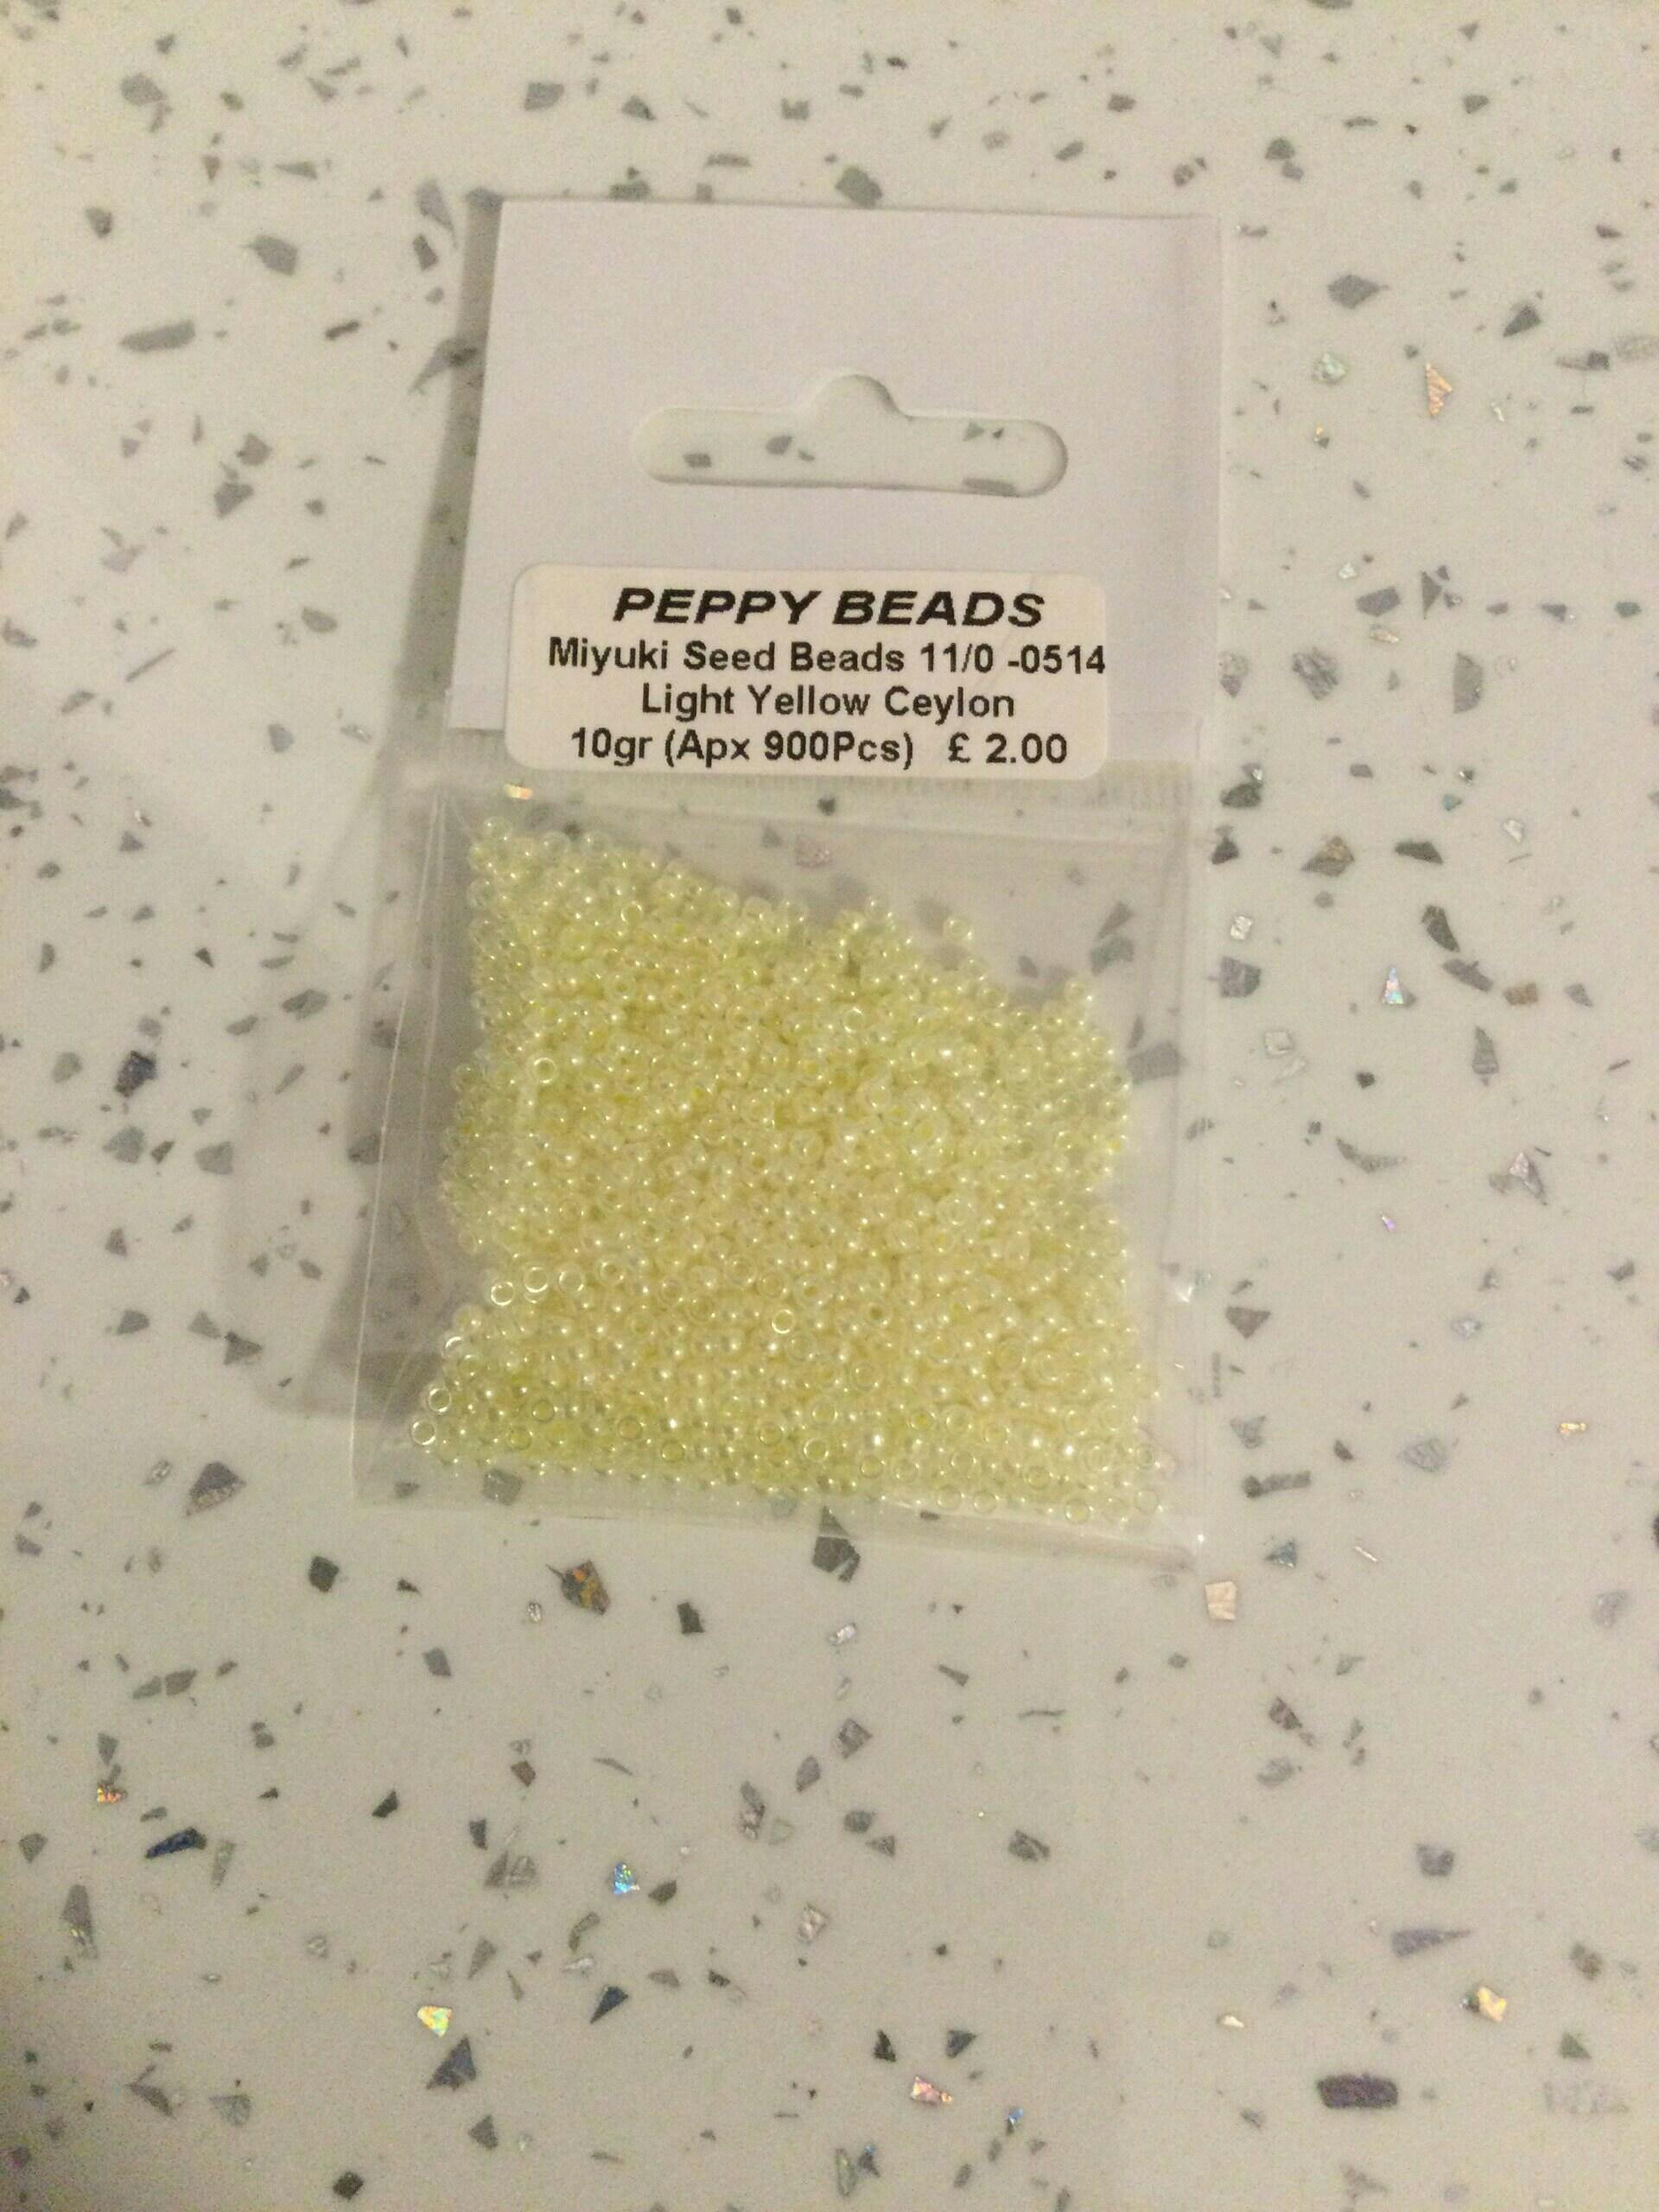 PEPPY BEADS
Miyuki Seed Beads 11/0 -0514
Light Yellow Ceylon
10gr (Apx 900Pcs) £ 2.00